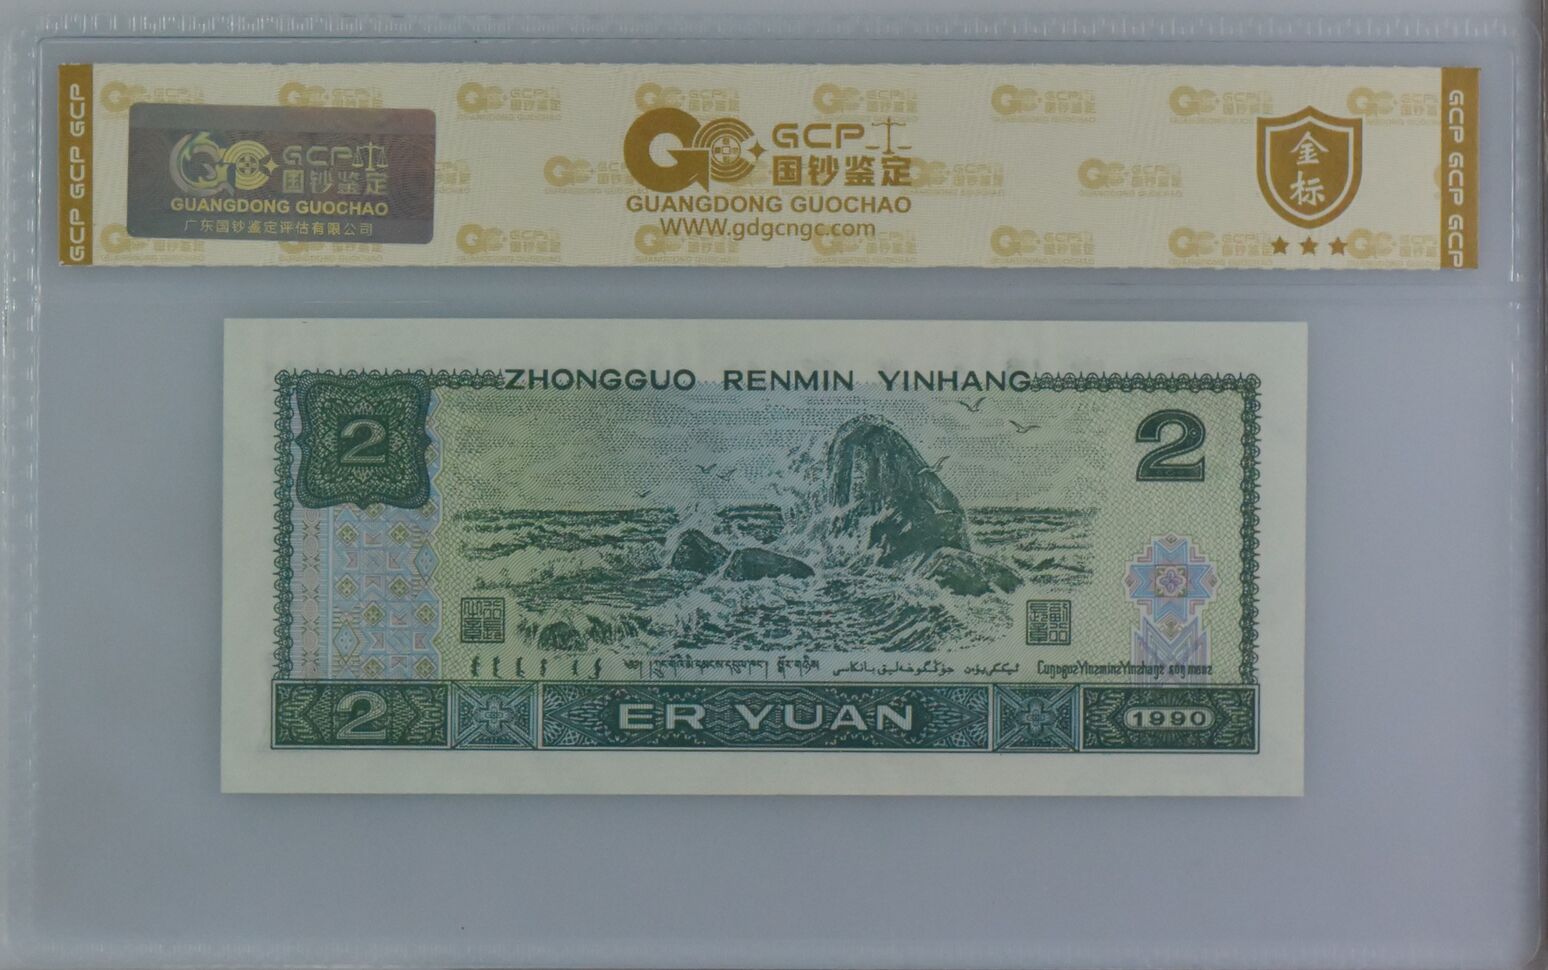 GCP GCP GCP
GCP
国钞鉴定
GUANGDONG GUOCHAO
广东国钞鉴定评估有限公司
GCP
国钞鉴定
GUANGDONG GUOCHAO
WWW.gdgcngc.com
金
标
GCP GCP GCP
ZHONGGUO RENMIN YINHANG
2
2
2
ER YUAN
1990